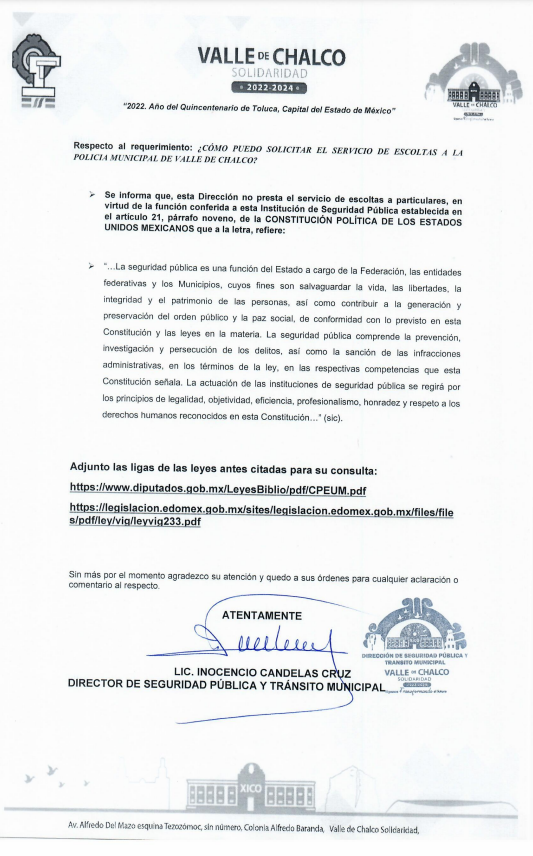 VALLE DE CHALCO
SOLIDARIDAD
• 2022-2024 •
VALLE DE CHALCO
"2022. Año del Quincentenario de Toluca, Capital del Estado de México"
Respecto al requerimiento: ¿CÓMO PUEDO SOLICITAR EL SERVICIO DE ESCOLTAS A LA
POLICIA MUNICIPAL DE VALLE DE CHALCO?
➢ Se informa que, esta Dirección no presta el servicio de escoltas a particulares, en
virtud de la función conferida a esta Institución de Seguridad Pública establecida en
el artículo 21, párrafo noveno, de la CONSTITUCIÓN POLÍTICA DE LOS ESTADOS
UNIDOS MEXICANOS que a la letra, refiere:
➢ "…La seguridad pública es una función del Estado a cargo de la Federación, las entidades
federativas y los Municipios, cuyos fines son salvaguardar la vida, las libertades, la
integridad y el patrimonio de las personas, así como contribuir a la generación y
preservación del orden público y la paz social, de conformidad con lo previsto en esta
Constitución y las leyes en la materia. La seguridad pública comprende la prevención,
investigación y persecución de los delitos, así como la sanción de las infracciones
administrativas, en los términos de la ley, en las respectivas competencias que esta
Constitución señala. La actuación de las instituciones de seguridad pública se regirá por
los principios de legalidad, objetividad, eficiencia, profesionalismo, honradez y respeto a los
derechos humanos reconocidos en esta Constitución…" (sic).
Adjunto las ligas de las leyes antes citadas para su consulta:
https://www.diputados.gob.mx/LeyesBiblio/pdf/CPEUM.pdf
https://legislacion.edomex.gob.mx/sites/legislacion.edomex.gob.mx/files/file
s/pdf/ley/vig/leyvig233.pdf
Sin más por el momento agradezco su atención y quedo a sus órdenes para cualquier aclaración o
comentario al respecto.
ATENTAMENTE
LIC. INOCENCIO CANDELAS CRUZ
DIRECTOR DE SEGURIDAD PÚBLICA Y TRÁNSITO MUNICIPAL
DIRECCIÓN DE SEGURIDAD PÚBLICA Y
TRANSITO MUNICIPAL
VALLE DE CHALCO
SOLIDARIDAD
XICO
Av. Alfredo Del Mazo esquina Tezozómoc, sin número, Colonia Alfredo Baranda, Valle de Chalco Solidaridad,